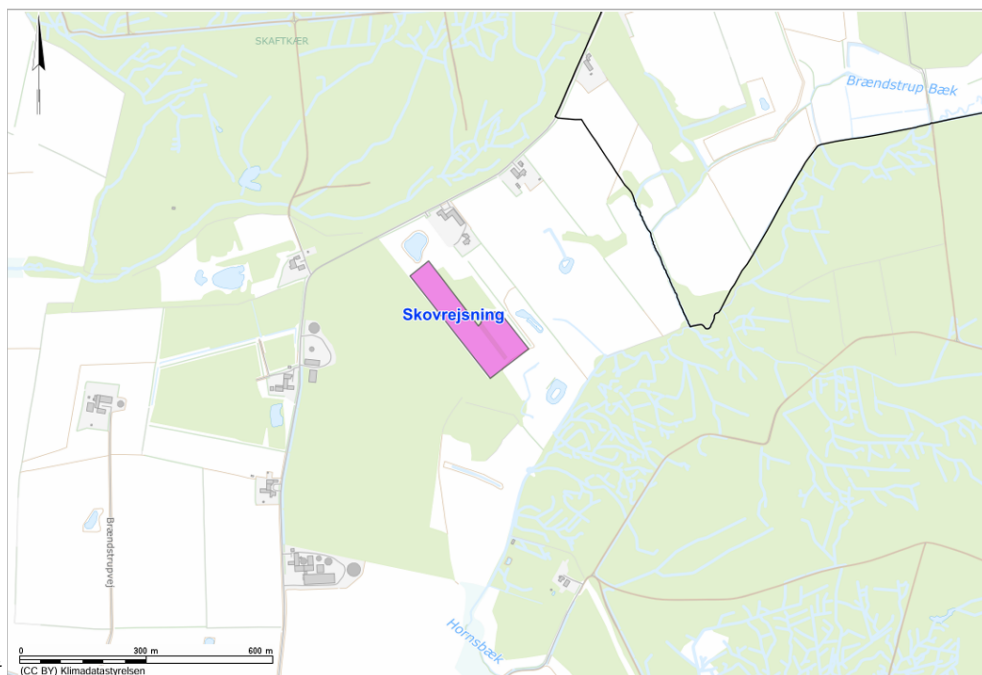 SKAFTKÆR
Brændstrup Bæk
Skovrejsning
Brændstrupvej
Hornsbæk
0 300 m 600 m
(CC BY) Klimadatastyrelsen